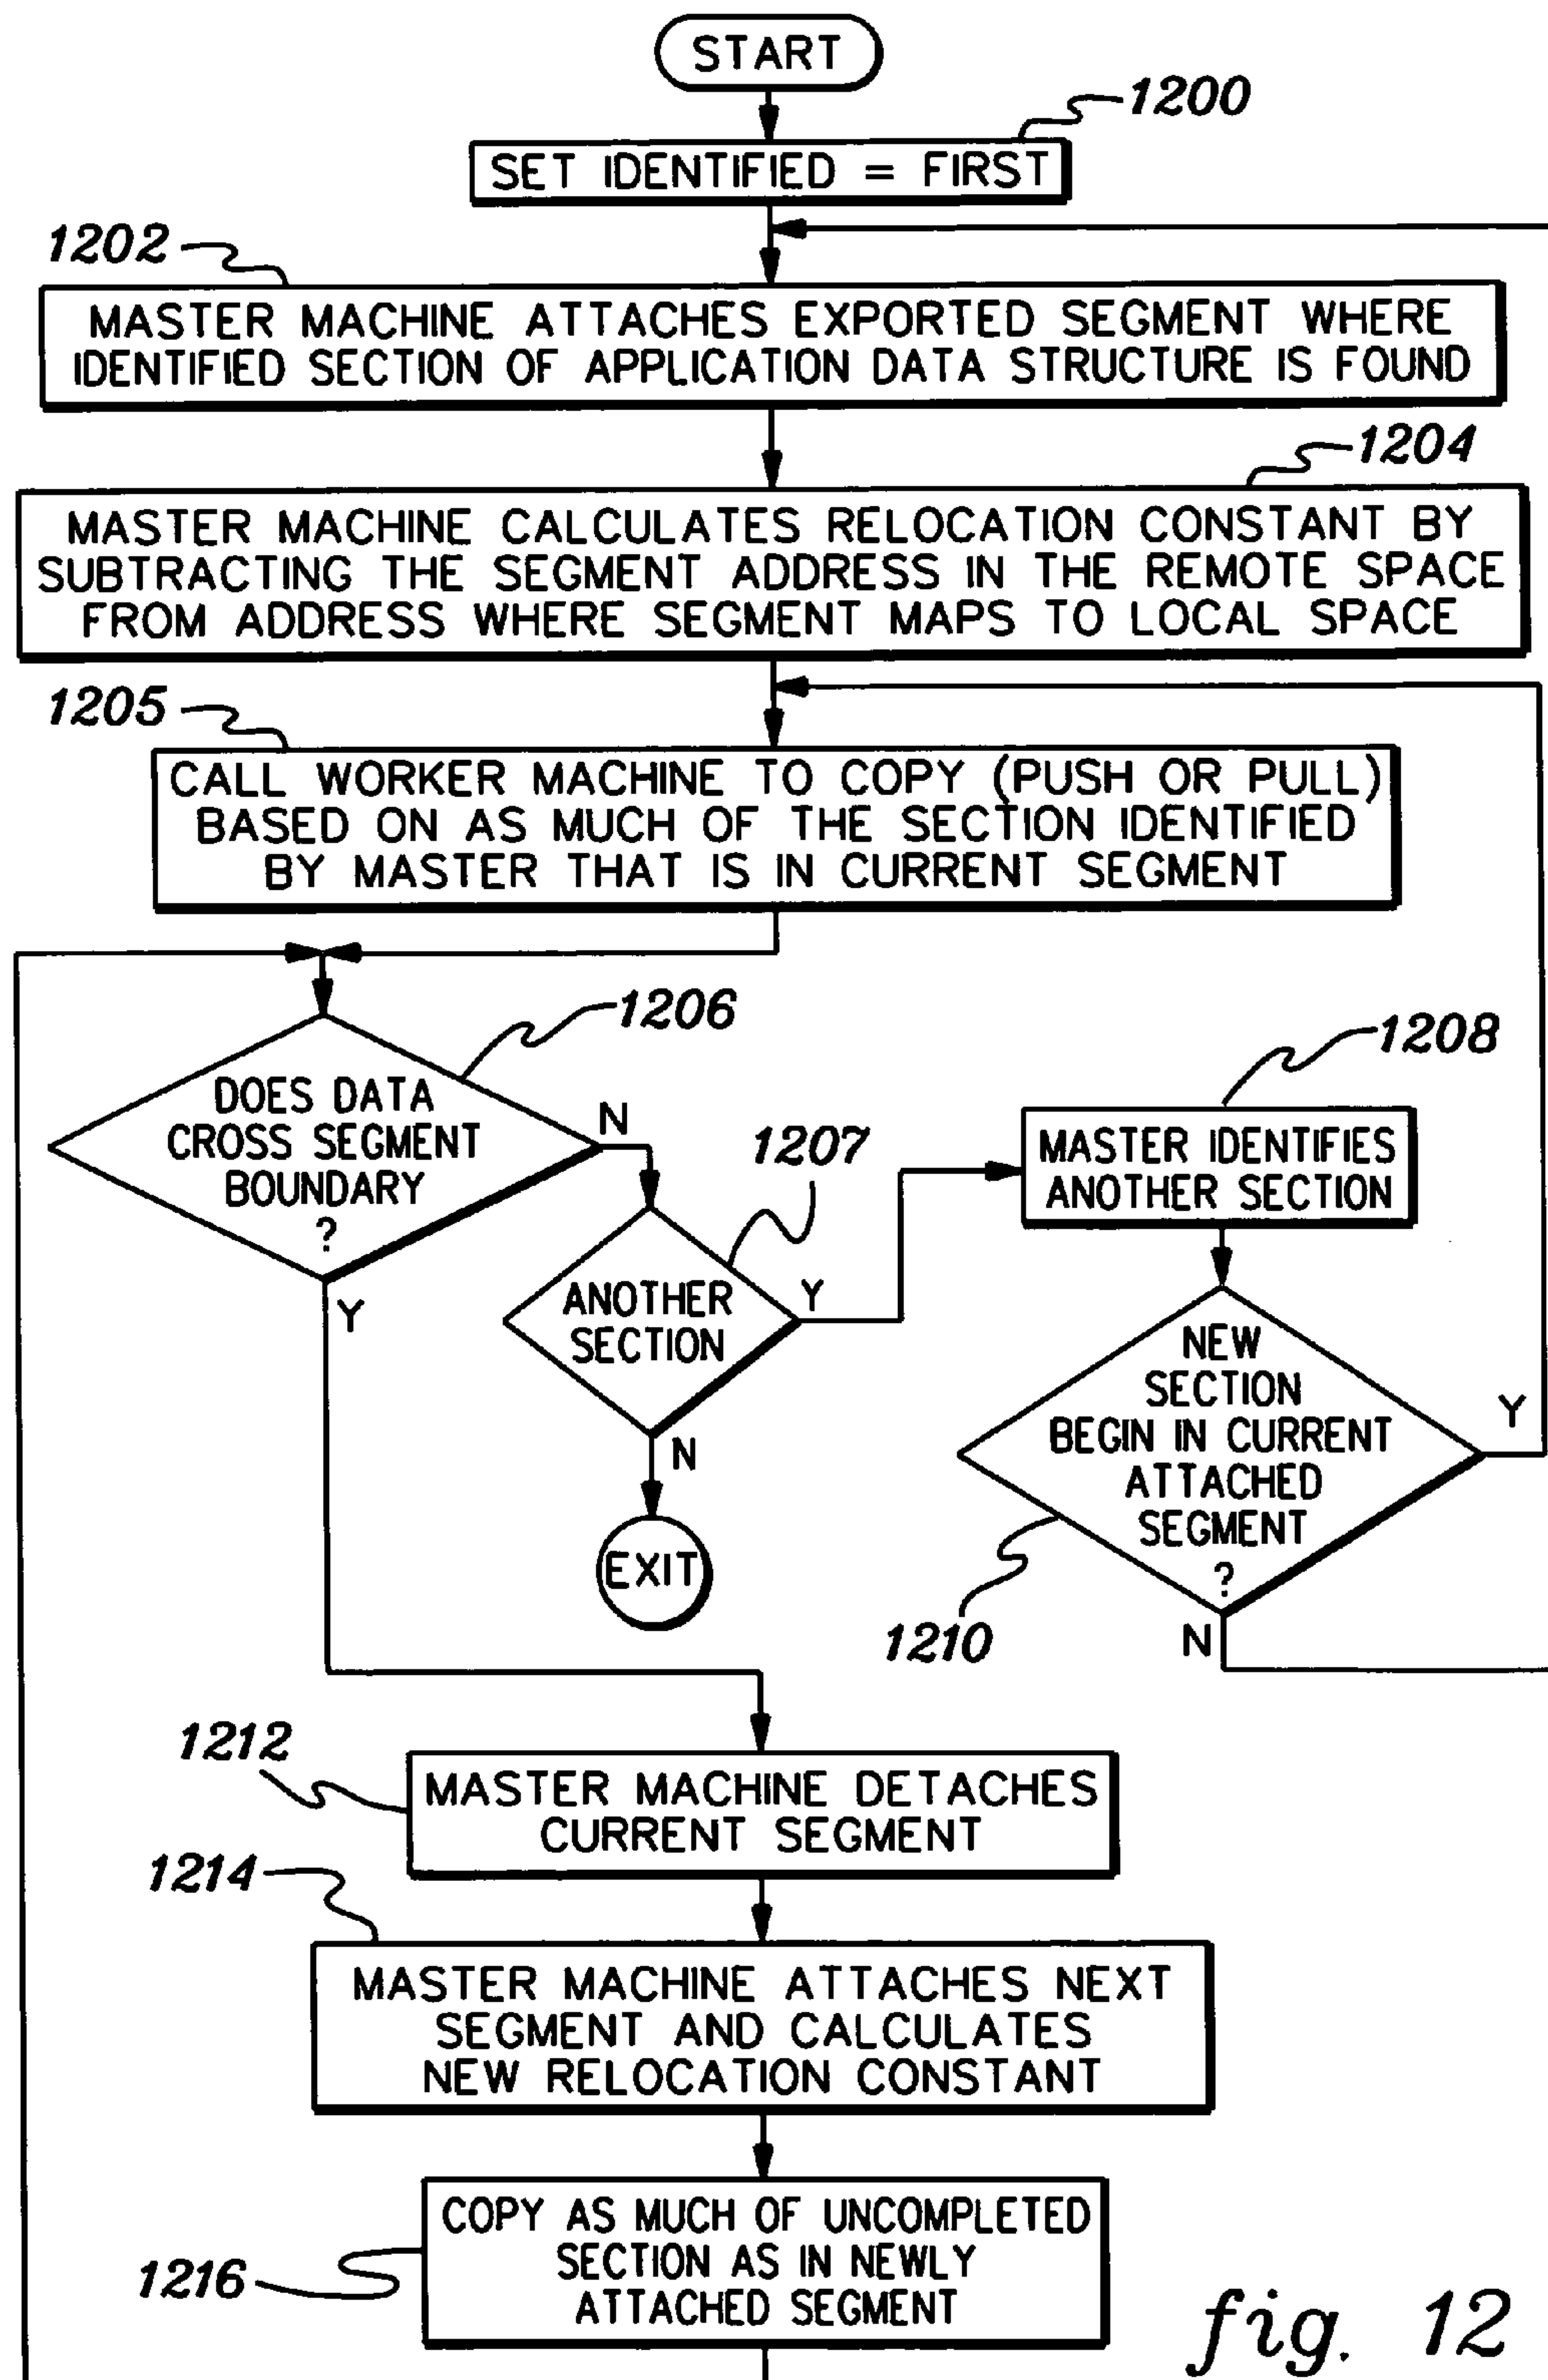 START
1200
SET IDENTIFIED = FIRST
1202
MASTER MACHINE ATTACHES EXPORTED SEGMENT WHERE
IDENTIFIED SECTION OF APPLICATION DATA STRUCTURE IS FOUND
1204
MASTER MACHINE CALCULATES RELOCATION CONSTANT BY
SUBTRACTING THE SEGMENT ADDRESS IN THE REMOTE SPACE
FROM ADDRESS WHERE SEGMENT MAPS TO LOCAL SPACE
1205
CALL WORKER MACHINE TO COPY (PUSH OR PULL)
BASED ON AS MUCH OF THE SECTION IDENTIFIED
BY MASTER THAT IS IN CURRENT SEGMENT
1206
DOES DATA
CROSS SEGMENT
BOUNDARY
?
N
Y
1207
ANOTHER
SECTION
Y
N
EXIT
1208
MASTER IDENTIFIES
ANOTHER SECTION
NEW
SECTION
BEGIN IN CURRENT
ATTACHED
SEGMENT
?
Y
N
1210
1212
MASTER MACHINE DETACHES
CURRENT SEGMENT
1214
MASTER MACHINE ATTACHES NEXT
SEGMENT AND CALCULATES
NEW RELOCATION CONSTANT
COPY AS MUCH OF UNCOMPLETED
SECTION AS IN NEWLY
ATTACHED SEGMENT
1216
fig. 12